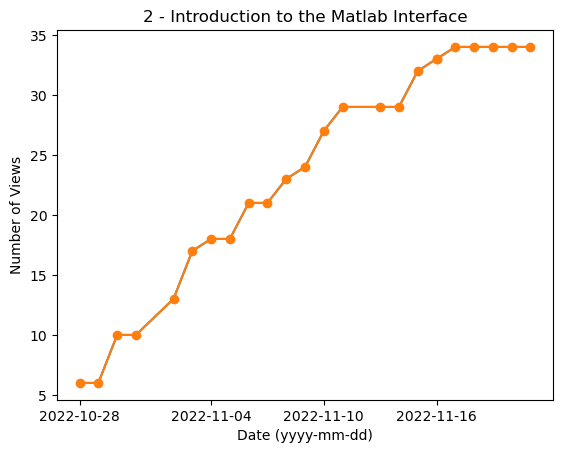 2 - Introduction to the Matlab Interface
35
30
25
20
15
10
5
Number of Views
2022-10-28 2022-11-04 2022-11-10 2022-11-16
Date (yyyy-mm-dd)